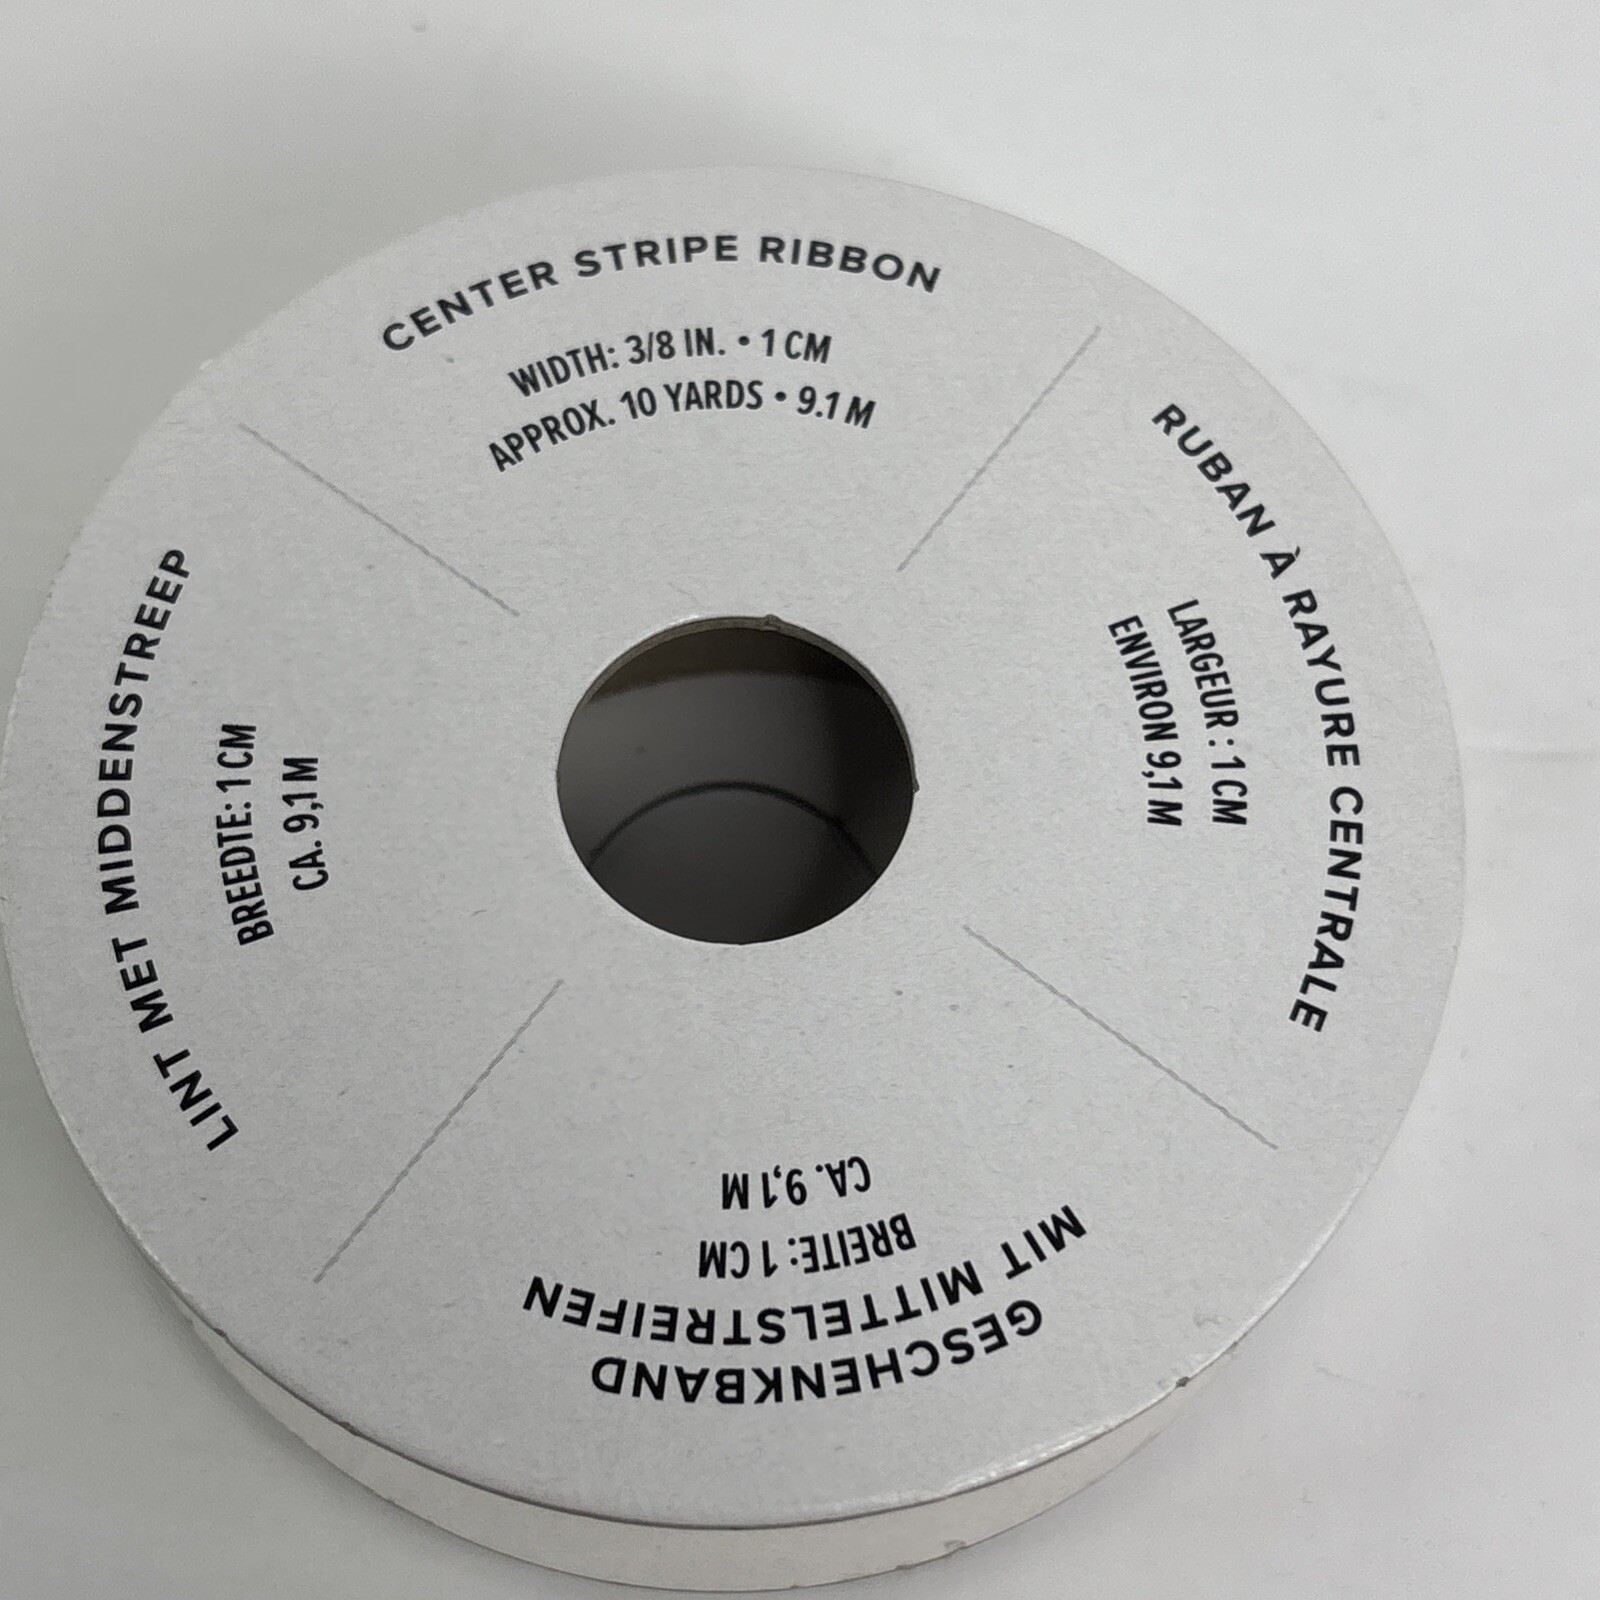 CENTER STRIPE RIBBON
WIDTH: 3/8 IN. • 1 CM
APPROX. 10 YARDS • 9.1 M
RUBAN À RAYURE CENTRALE
LARGEUR : 1 CM
ENVIRON 9,1 M
GESCHENKBAND
MIT MITTELSTREIFEN
BREITE: 1 CM
CA. 9,1 M
LINT MET MIDDENSTREEP
BREEDTE: 1 CM
CA. 9,1 M